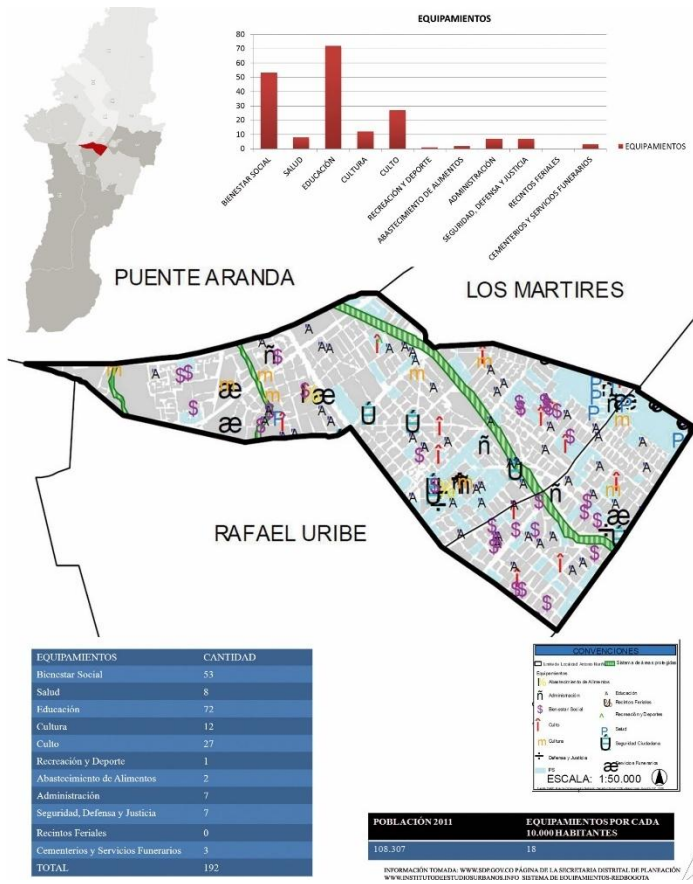 EQUIPAMIENTOS
80
70
60
50
40
30
20
10
0
EQUIPAMIENTOS
BIENESTAR SOCIAL
SALUD
EDUCACIÓN
CULTURA
CULTO
RECREACIÓN Y DEPORTE
ABASTECIMIENTO DE ALIMENTOS
ADMINISTRACIÓN
SEGURIDAD, DEFENSA Y JUSTICIA
RECINTOS FERIALES
CEMENTERIOS Y SERVICIOS FUNERARIOS
PUENTE ARANDA
LOS MARTIRES
RAFAEL URIBE
EQUIPAMIENTOS CANTIDAD
Bienestar Social 53
Salud 8
Educación 72
Cultura 12
Culto 27
Recreación y Deporte 1
Abastecimiento de Alimentos 2
Administración 7
Seguridad, Defensa y Justicia 7
Recintos Feriales 0
Cementerios y Servicios Funerarios 3
TOTAL 192
CONVENCIONES
Sistema de áreas protegidas
Equipamientos
Abastecimiento de Alimentos
Administración
Bienestar Social
Culto
Cultura
Defensa y Justicia
Educación
Recintos Feriales
Recreación y Deportes
Salud
Seguridad Ciudadana
Servicios Funerarios
ESCALA: 1:50.000
POBLACIÓN 2011 EQUIPAMIENTOS POR CADA
10.000 HABITANTES
108.307 18
INFORMACIÓN TOMADA: WWW.SDP.GOV.CO PÁGINA DE LA SECRETARIA DISTRITAL DE PLANEACIÓN
WWW.INSTITUTODEESTUDIOSURBANOS.INFO SISTEMA DE EQUIPAMIENTOS-REDBOGOTA